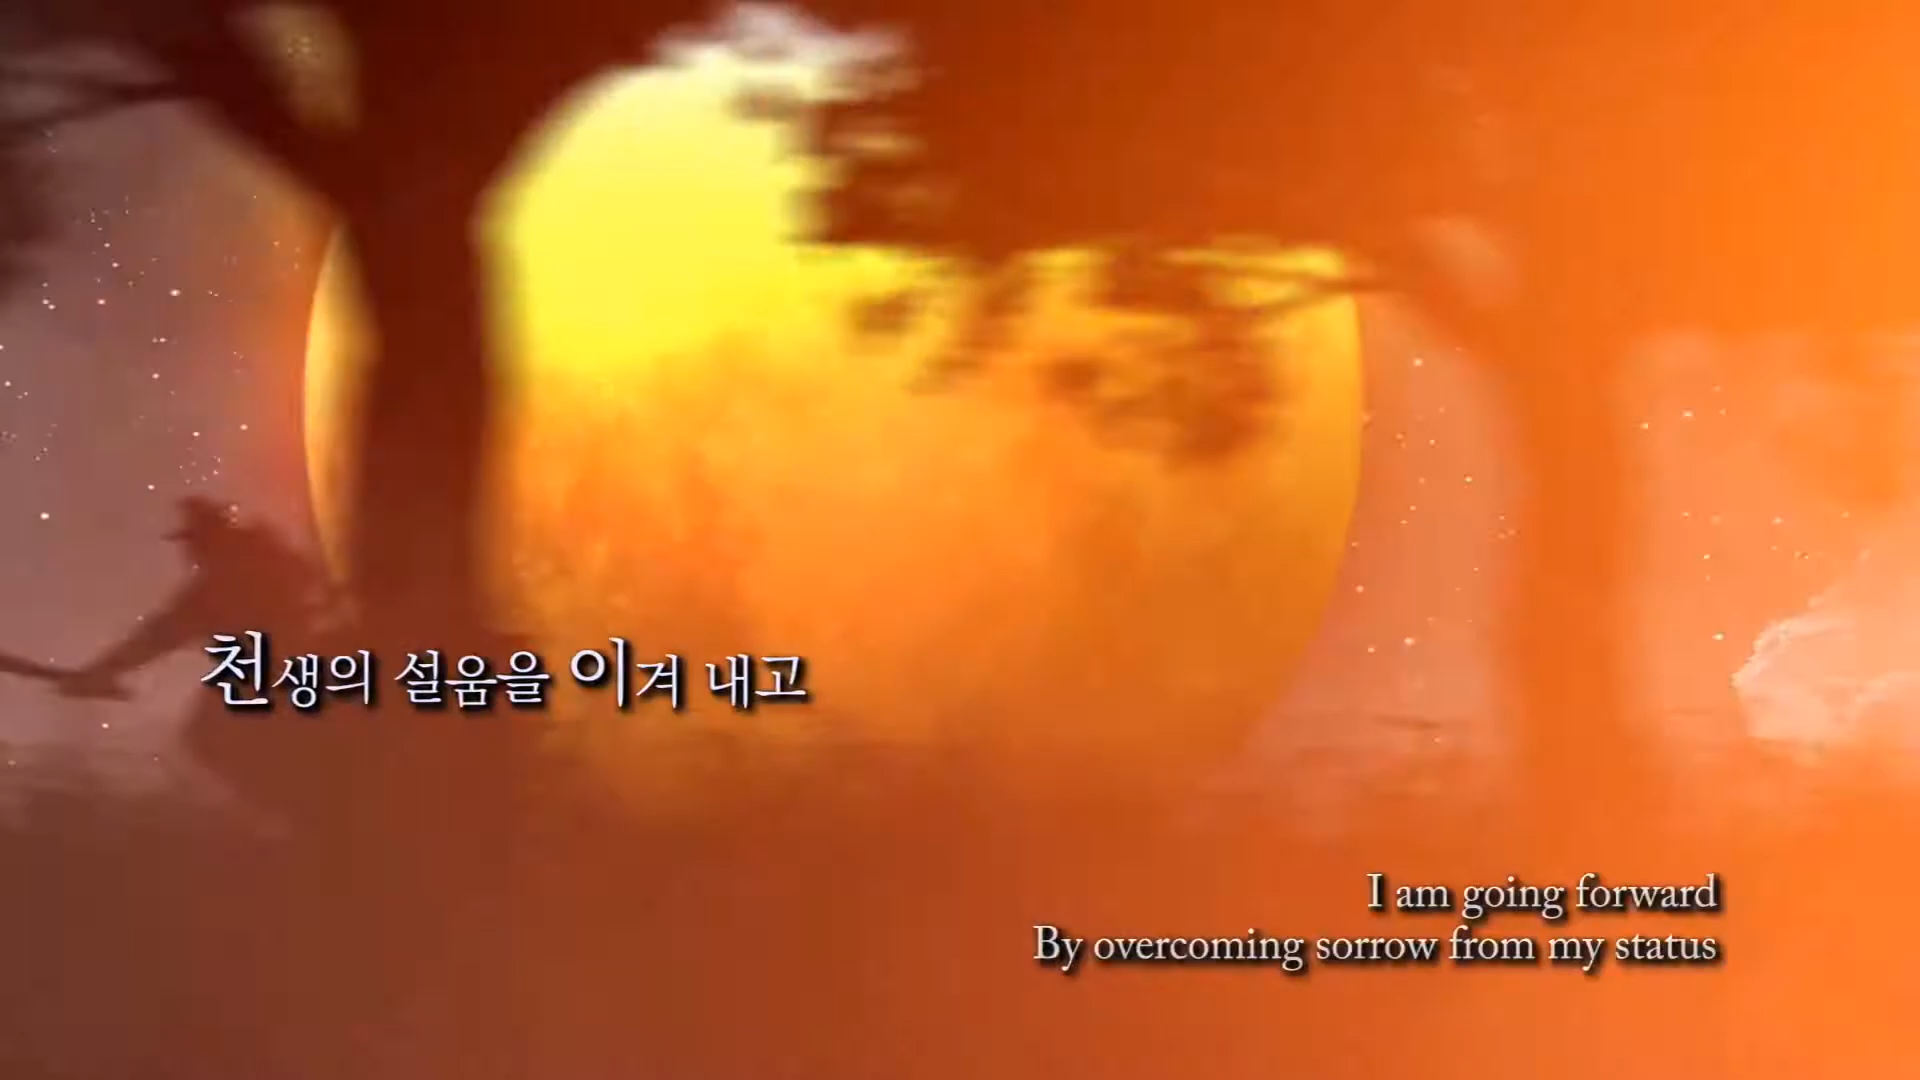 천생의 설움을 이겨 내고
I am going forward
By overcoming sorrow from my status